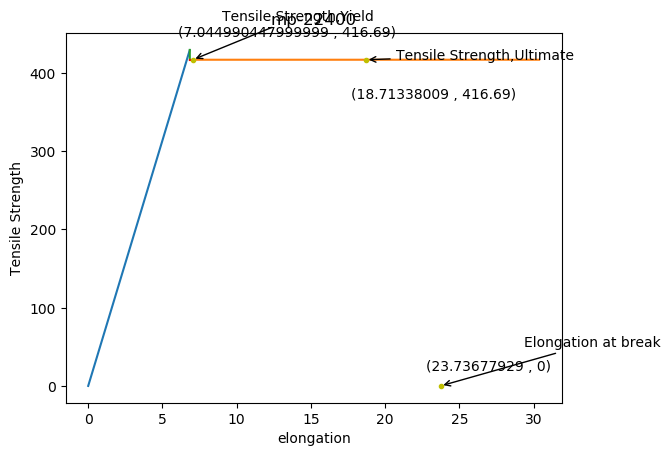 Tensile Strength,Yield
mp-22400
(7.044990447999999 , 416.69)
Tensile Strength,Ultimate
(18.71338009 , 416.69)
Elongation at break
(23.73677929 , 0)
400
300
200
100
0
Tensile Strength
0 5 10 15 20 25 30
elongation